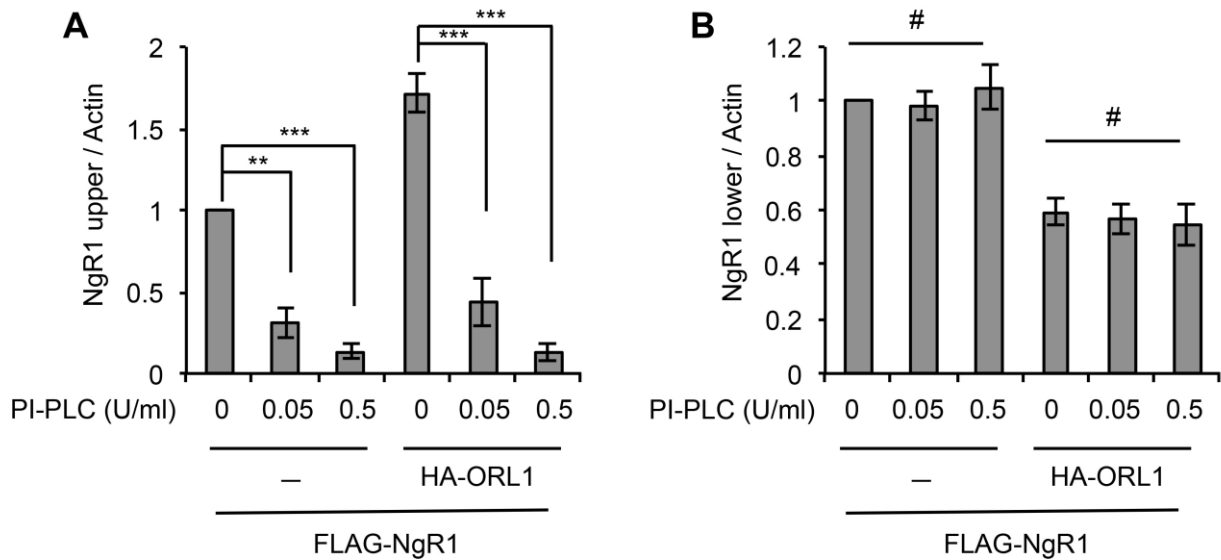 A
NgR1 upper / Actin
2
1.5
1
0.5
0
***
***
***
**
PI-PLC (U/ml) 0 0.05 0.5 0 0.05 0.5
– HA-ORL1
FLAG-NgR1
B
NgR1 lower / Actin
1.2
1
0.8
0.6
0.4
0.2
0
#
#
PI-PLC (U/ml) 0 0.05 0.5 0 0.05 0.5
– HA-ORL1
FLAG-NgR1